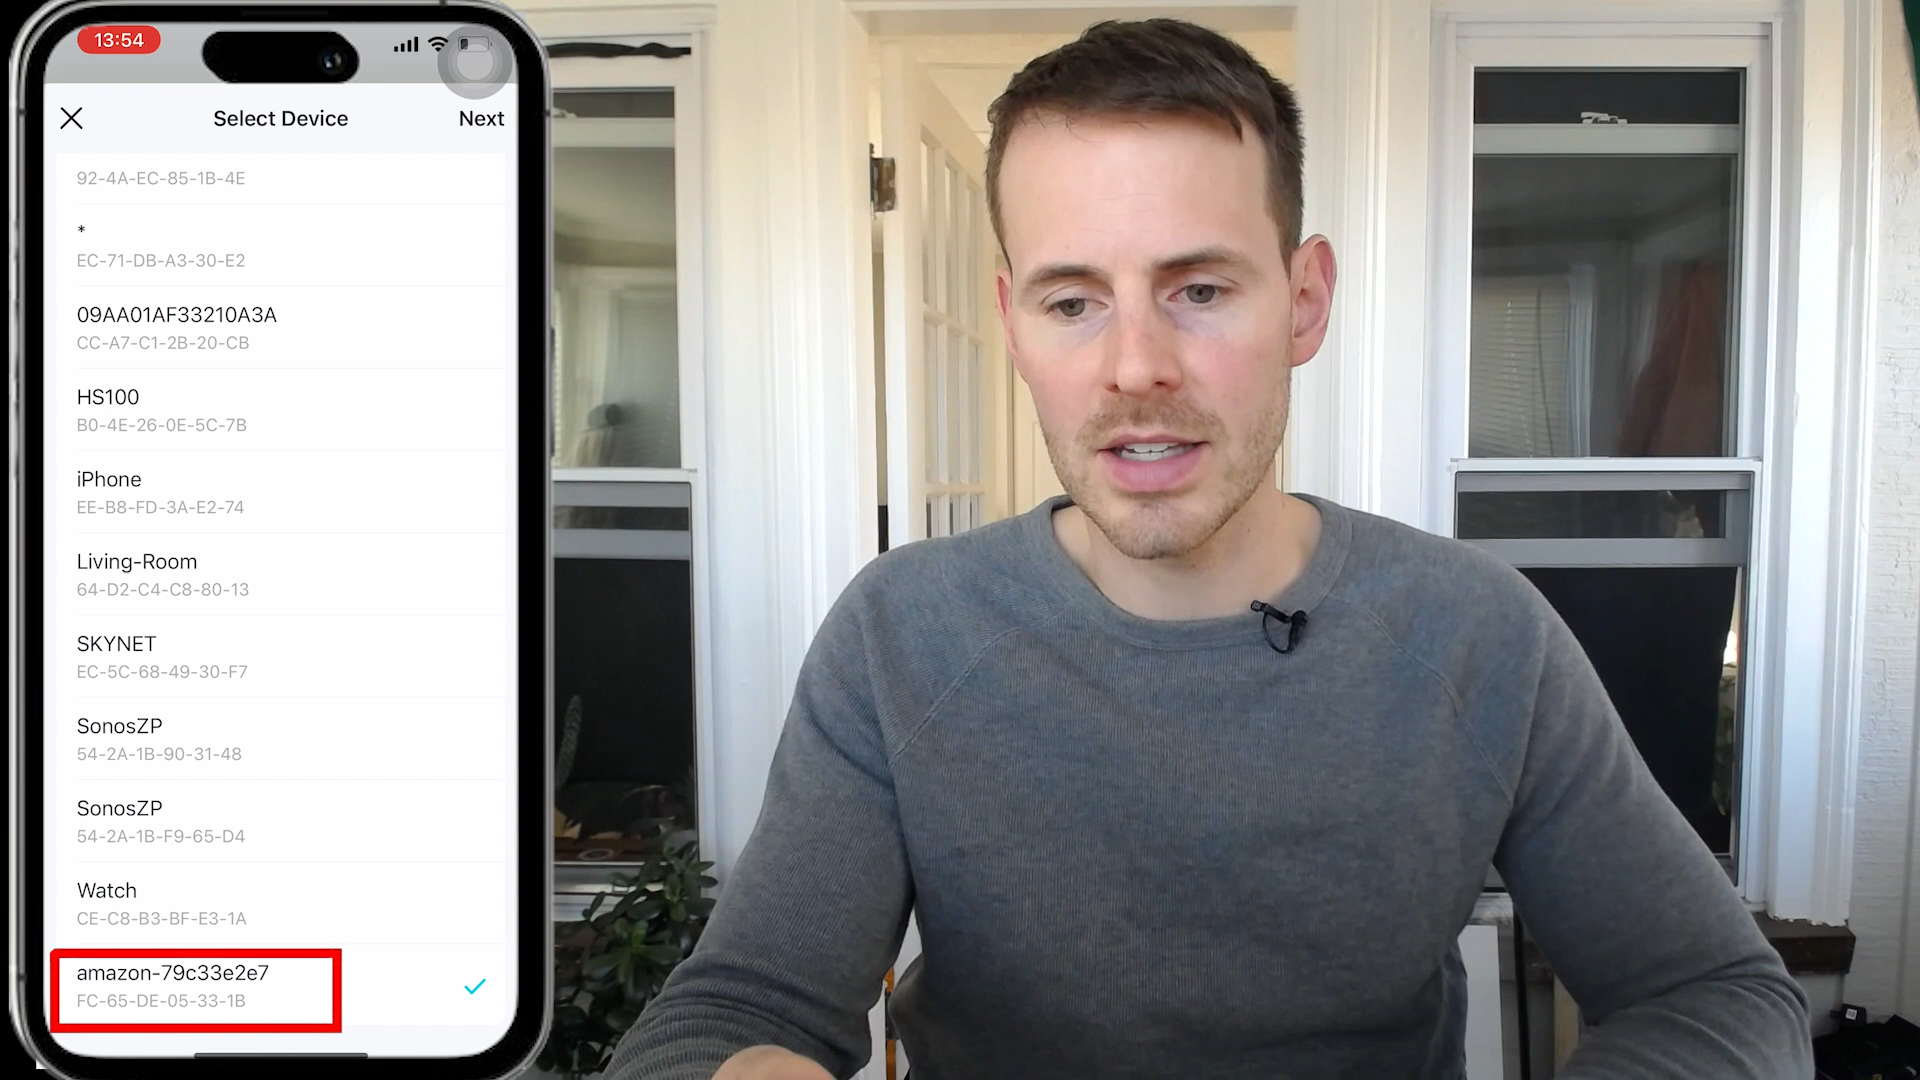 13:54
Select Device
Next
92-4A-EC-85-1B-4E
*
EC-71-DB-A3-30-E2
09AA01AF33210A3A
CC-A7-C1-2B-20-CB
HS100
B0-4E-26-0E-5C-7B
iPhone
EE-B8-FD-3A-E2-74
Living-Room
64-D2-C4-C8-80-13
SKYNET
EC-5C-68-49-30-F7
SonosZP
54-2A-1B-90-31-48
SonosZP
54-2A-1B-F9-65-D4
Watch
CE-C8-B3-BF-E3-1A
amazon-79c33e2e7
FC-65-DE-05-33-1B